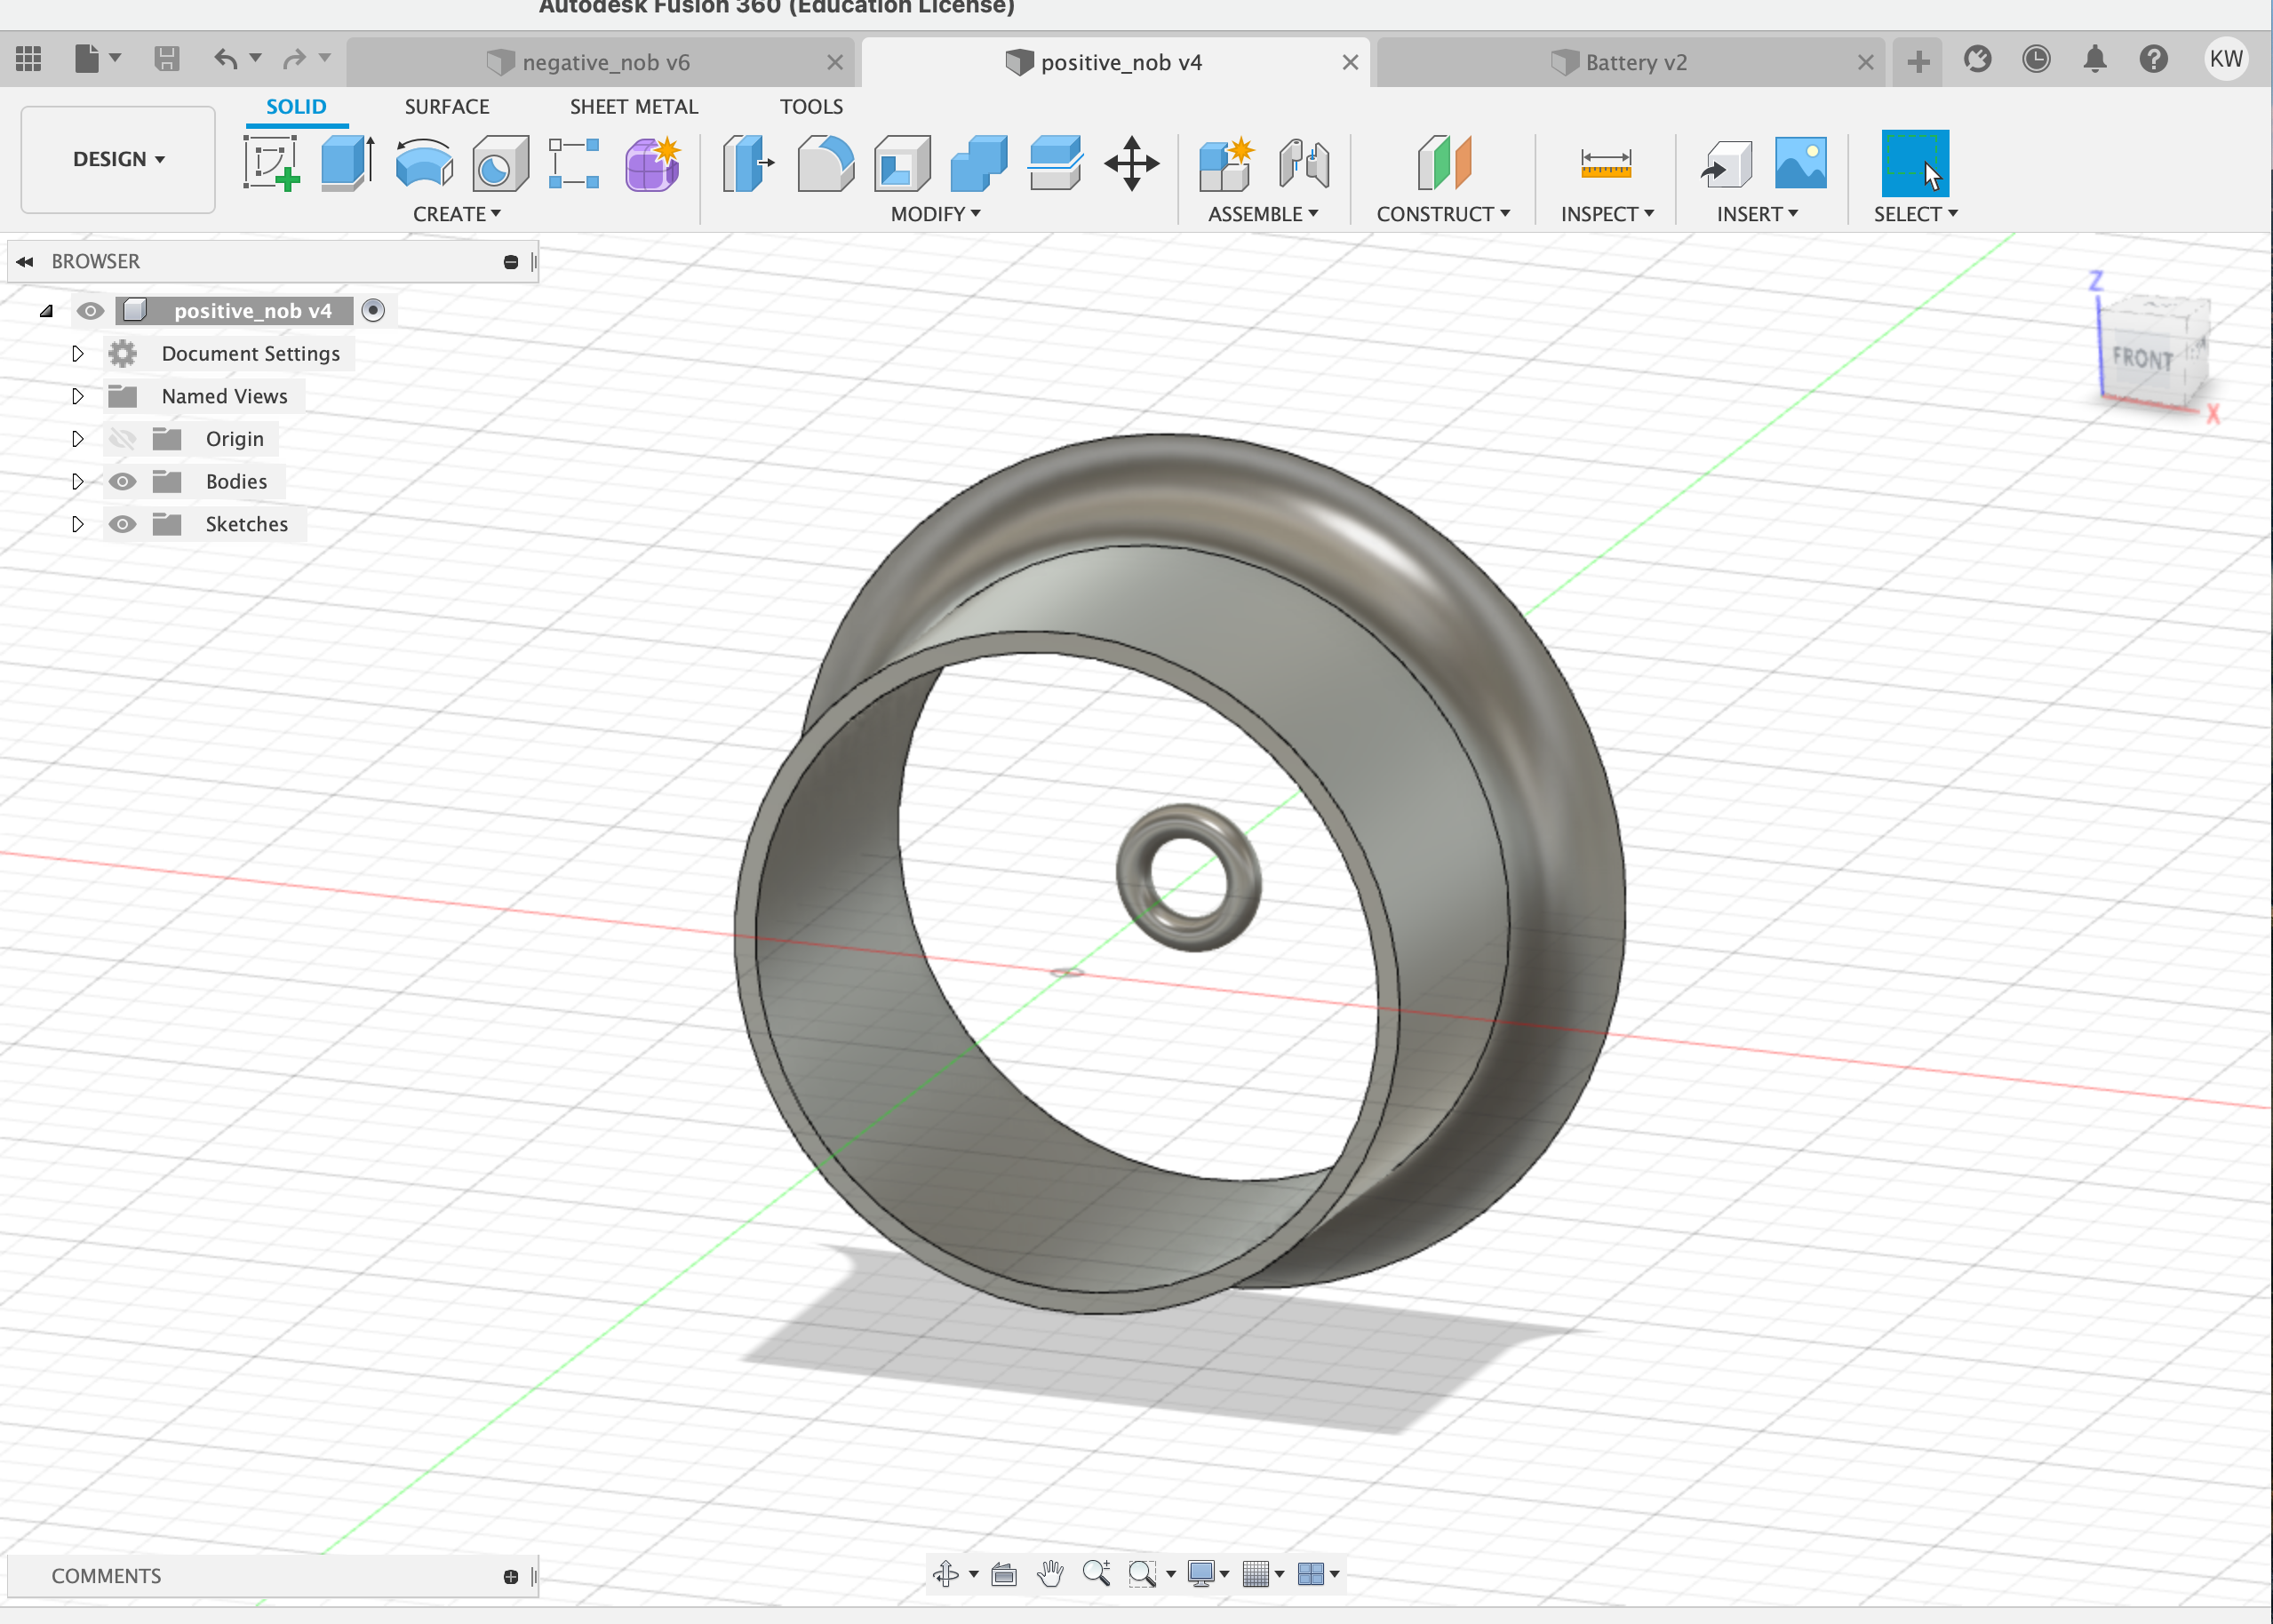 Autodesk Fusion 360 (Education License)
negative_nob v6
positive_nob v4
Battery v2
KW
SOLID
SURFACE
SHEET METAL
TOOLS
DESIGN
CREATE
MODIFY
ASSEMBLE
CONSTRUCT
INSPECT
INSERT
SELECT
BROWSER
positive_nob v4
Document Settings
Named Views
Origin
Bodies
Sketches
Z
FRONT
X
COMMENTS